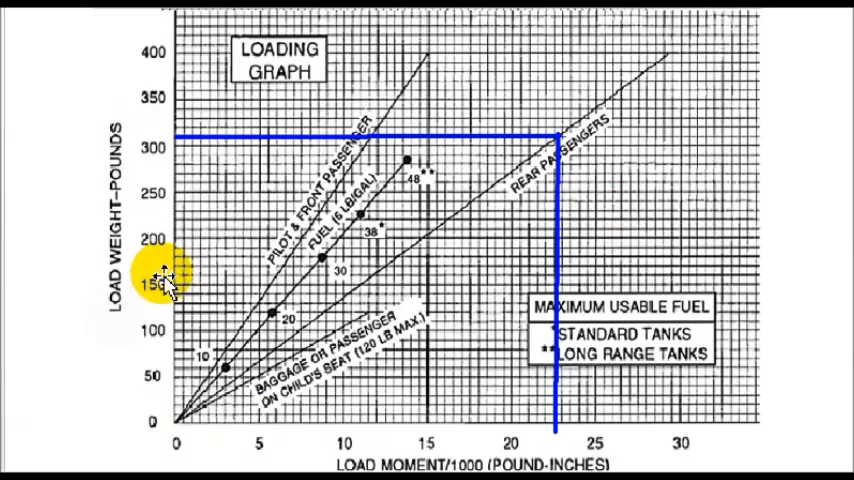 LOADING
GRAPH
LOAD WEIGHT–POUNDS
400
350
300
250
200
150
100
50
0
PILOT & FRONT PASSENGER
FUEL (6 LB/GAL)
REAR PASSENGERS
BAGGAGE OR PASSENGER
ON CHILD'S SEAT (120 LB MAX.)
48**
38*
30
20
10
MAXIMUM USABLE FUEL
*STANDARD TANKS
**LONG RANGE TANKS
0 5 10 15 20 25 30
LOAD MOMENT/1000 (POUND-INCHES)